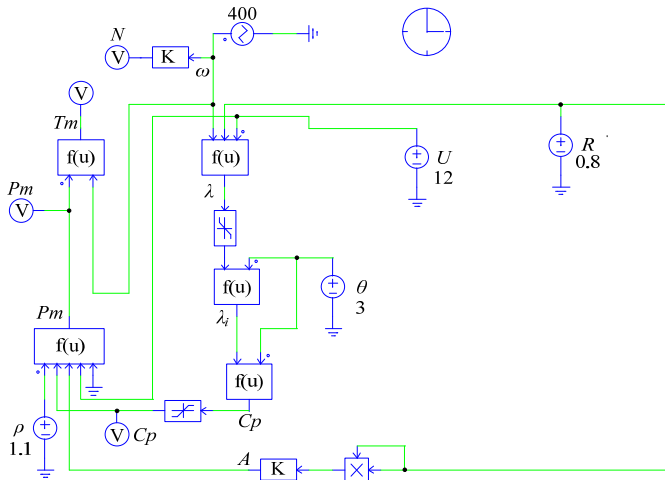 400
N
V
K
ω
V
Tm
f(u)
f(u)
U
12
R
0.8
Pm
V
λ
f(u)
θ
3
λi
Pm
f(u)
f(u)
ρ
1.1
V
Cp
Cp
A
K
×